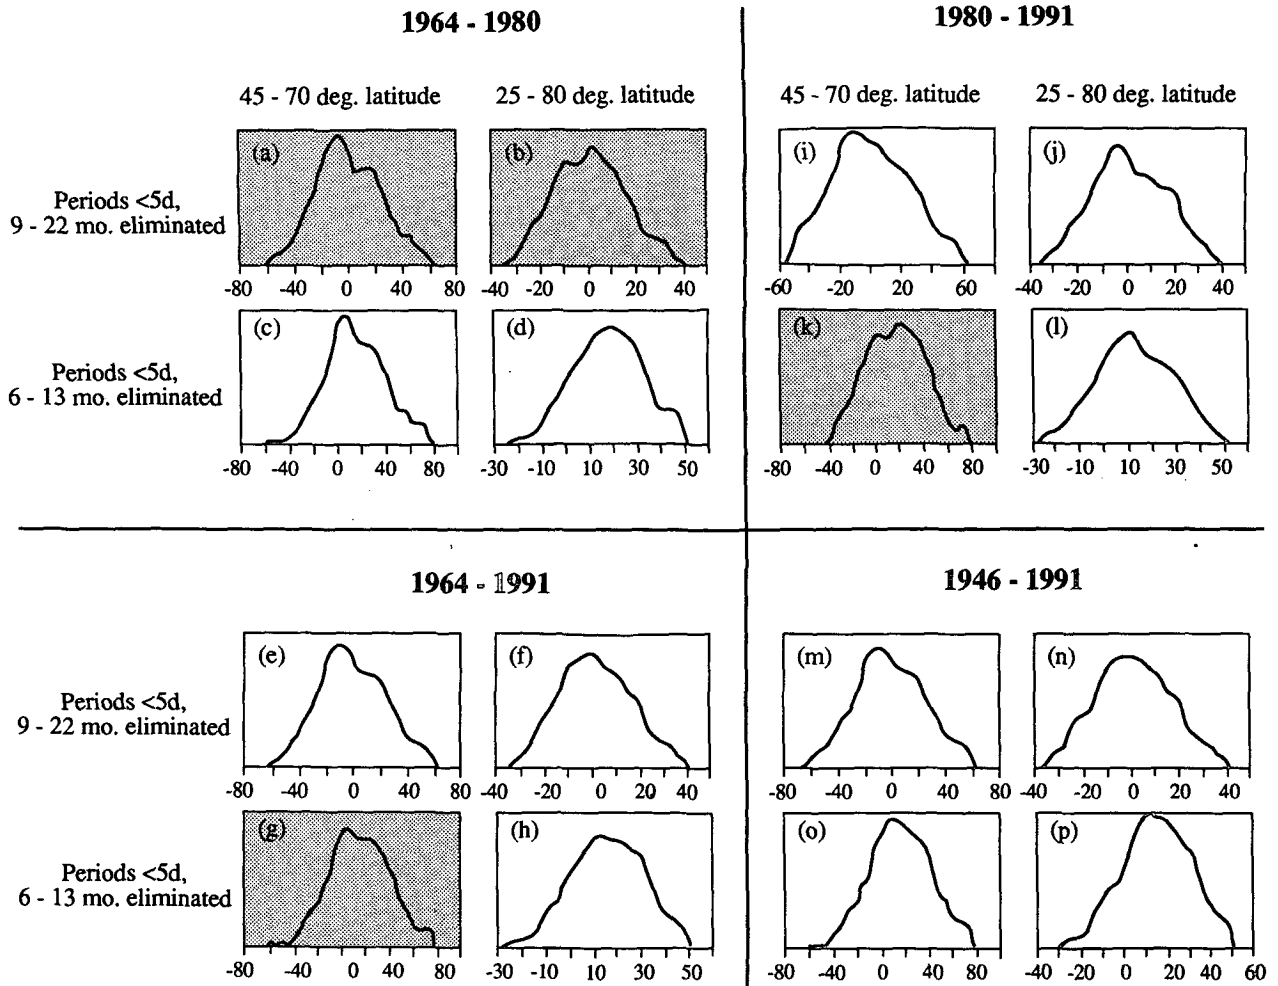 1964 - 1980
1980 - 1991
45 - 70 deg. latitude
25 - 80 deg. latitude
45 - 70 deg. latitude
25 - 80 deg. latitude
Periods <5d,
9 - 22 mo. eliminated
(a)
(b)
(i)
(j)
-80 -40 0 40 80
-40 -20 0 20 40
-60 -20 20 60
-40 -20 0 20 40
Periods <5d,
6 - 13 mo. eliminated
(c)
(d)
(k)
(l)
-80 -40 0 40 80
-30 -10 10 30 50
-80 -40 0 40 80
-30 -10 10 30 50
1964 - 1991
1946 - 1991
Periods <5d,
9 - 22 mo. eliminated
(e)
(f)
(m)
(n)
-80 -40 0 40 80
-40 -20 0 20 40
-80 -40 0 40 80
-40 -20 0 20 40
Periods <5d,
6 - 13 mo. eliminated
(g)
(h)
(o)
(p)
-80 -40 0 40 80
-30 -10 10 30 50
-80 -40 0 40 80
-40 -20 0 20 40 60